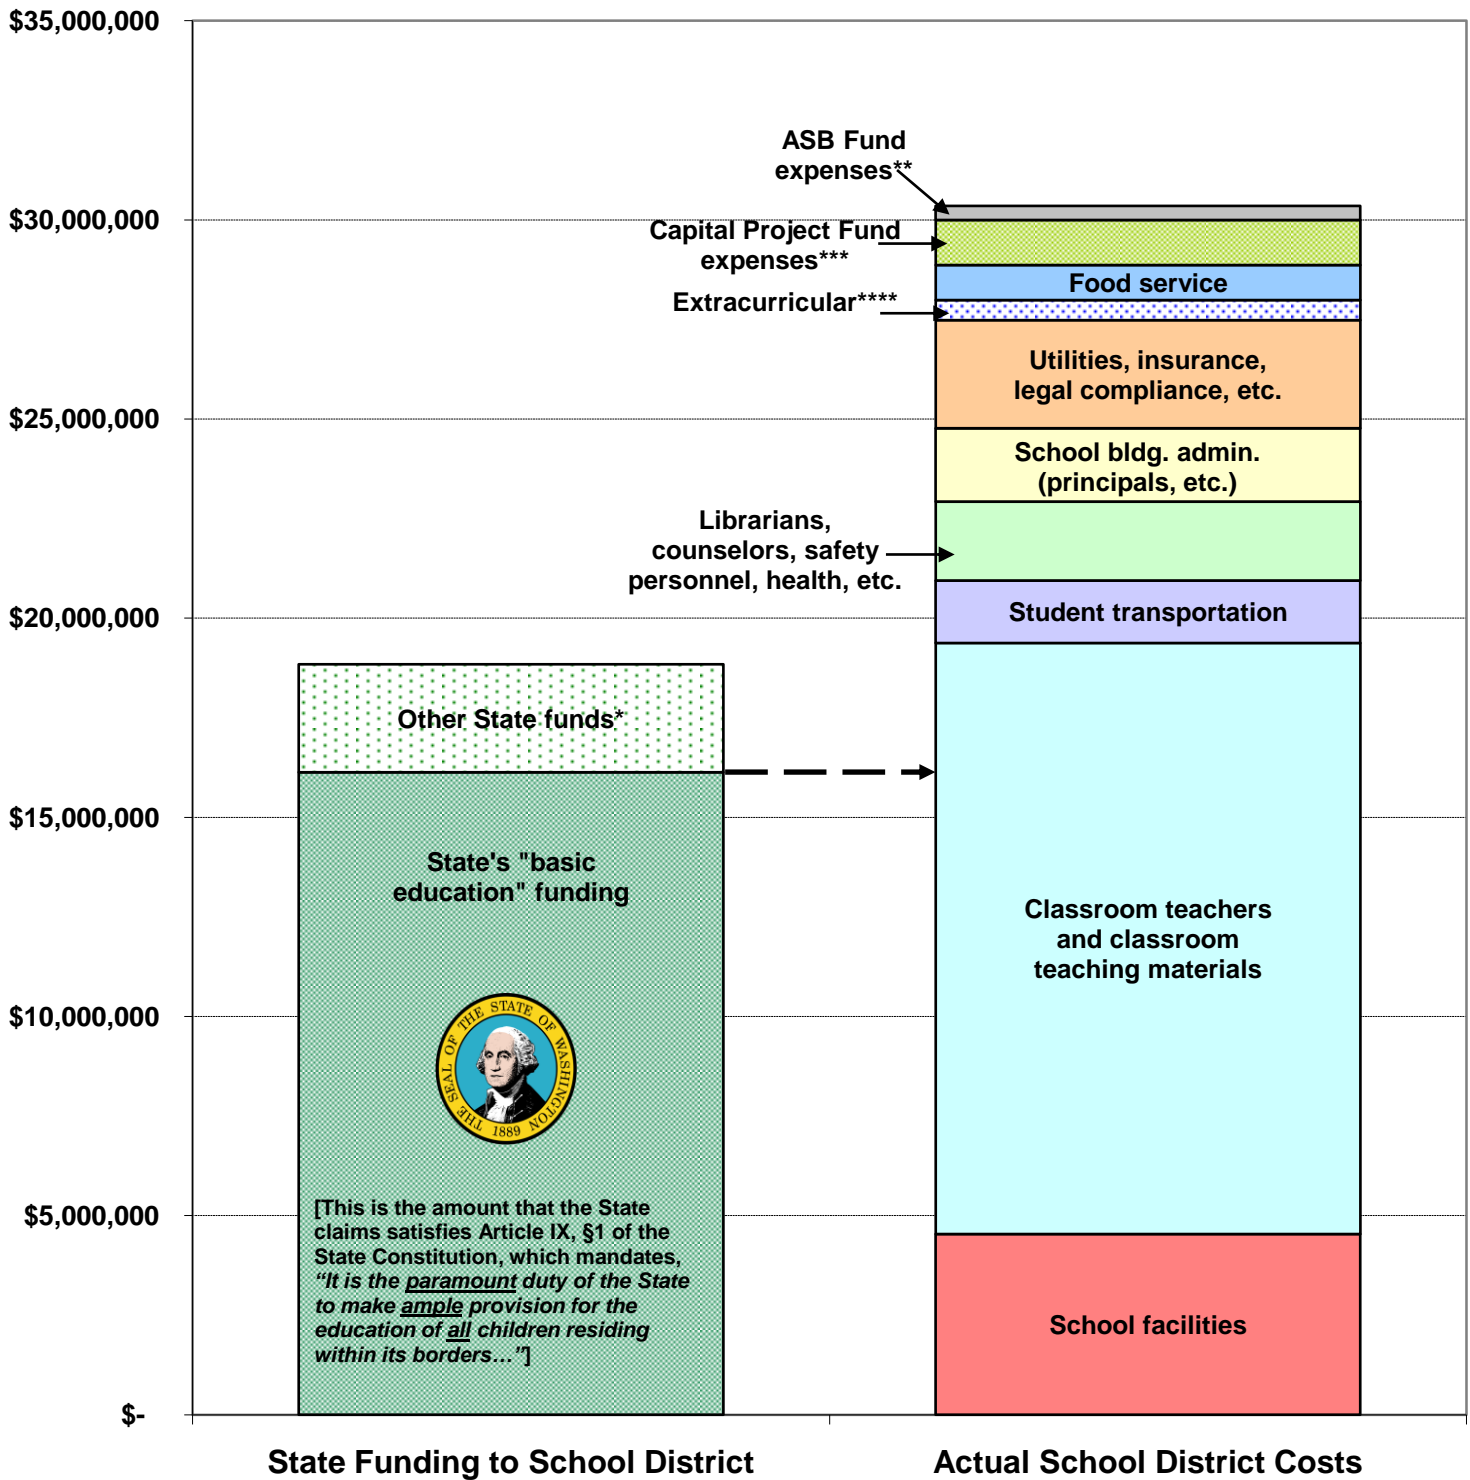 $35,000,000
$30,000,000
$25,000,000
$20,000,000
$15,000,000
$10,000,000
$5,000,000
$-
ASB Fund
expenses**
Capital Project Fund
expenses***
Extracurricular****
Librarians,
counselors, safety
personnel, health, etc.
Food service
Utilities, insurance,
legal compliance, etc.
School bldg. admin.
(principals, etc.)
Student transportation
Classroom teachers
and classroom
teaching materials
School facilities
Other State funds*
State's "basic
education" funding
THE SEAL OF THE STATE OF WASHINGTON
1889
[This is the amount that the State
claims satisfies Article IX, §1 of the
State Constitution, which mandates,
“It is the paramount duty of the State
to make ample provision for the
education of all children residing
within its borders…”]
State Funding to School District
Actual School District Costs